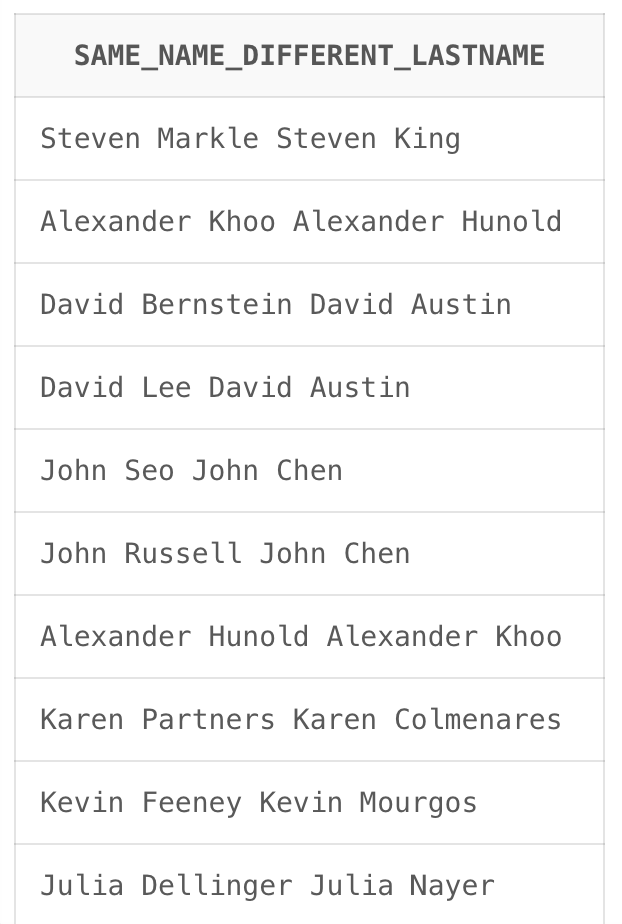 SAME_NAME_DIFFERENT_LASTNAME
Steven Markle Steven King
Alexander Khoo Alexander Hunold
David Bernstein David Austin
David Lee David Austin
John Seo John Chen
John Russell John Chen
Alexander Hunold Alexander Khoo
Karen Partners Karen Colmenares
Kevin Feeney Kevin Mourgos
Julia Dellinger Julia Nayer